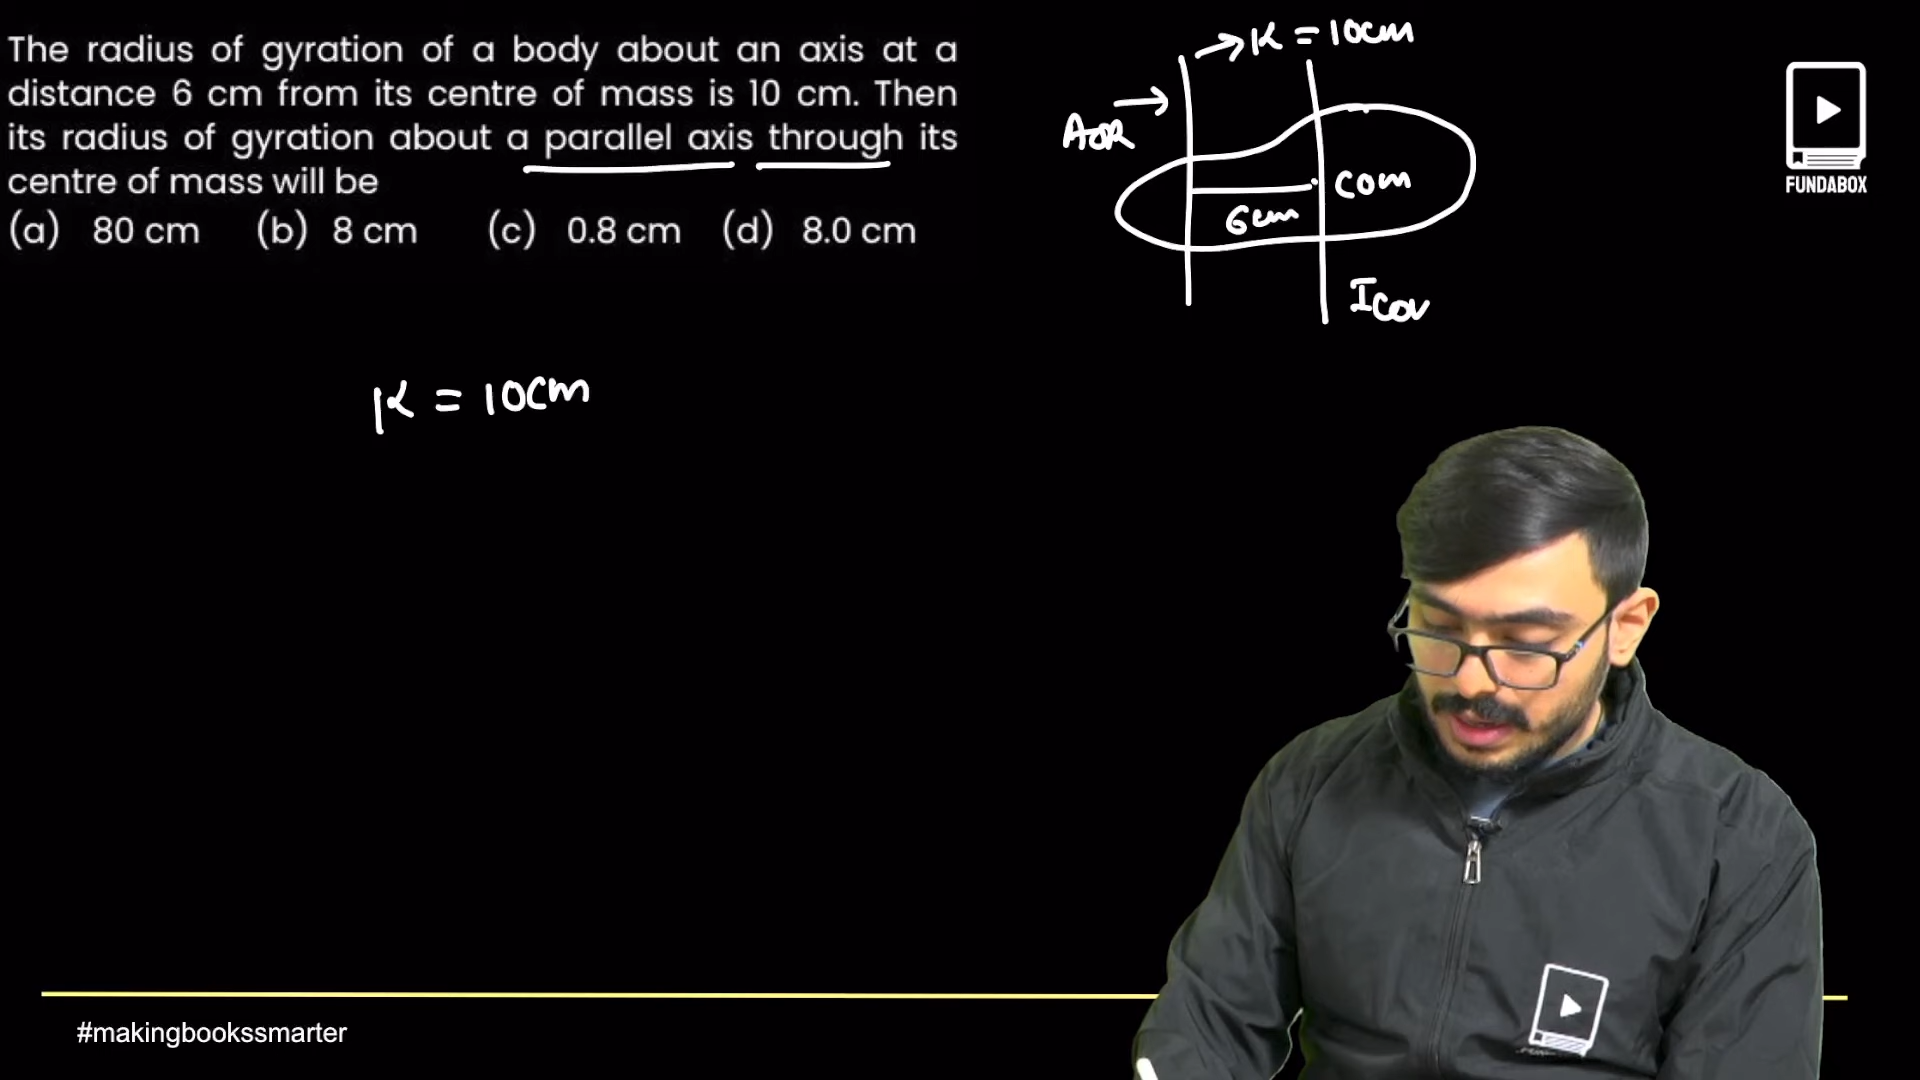 The radius of gyration of a body about an axis at a
distance 6 cm from its centre of mass is 10 cm. Then
its radius of gyration about a parallel axis through its
centre of mass will be
(a) 80 cm (b) 8 cm (c) 0.8 cm (d) 8.0 cm
K = 10cm
AOR
COM
6cm
ICOM
FUNDABOX
K = 10cm
#makingbookssmarter